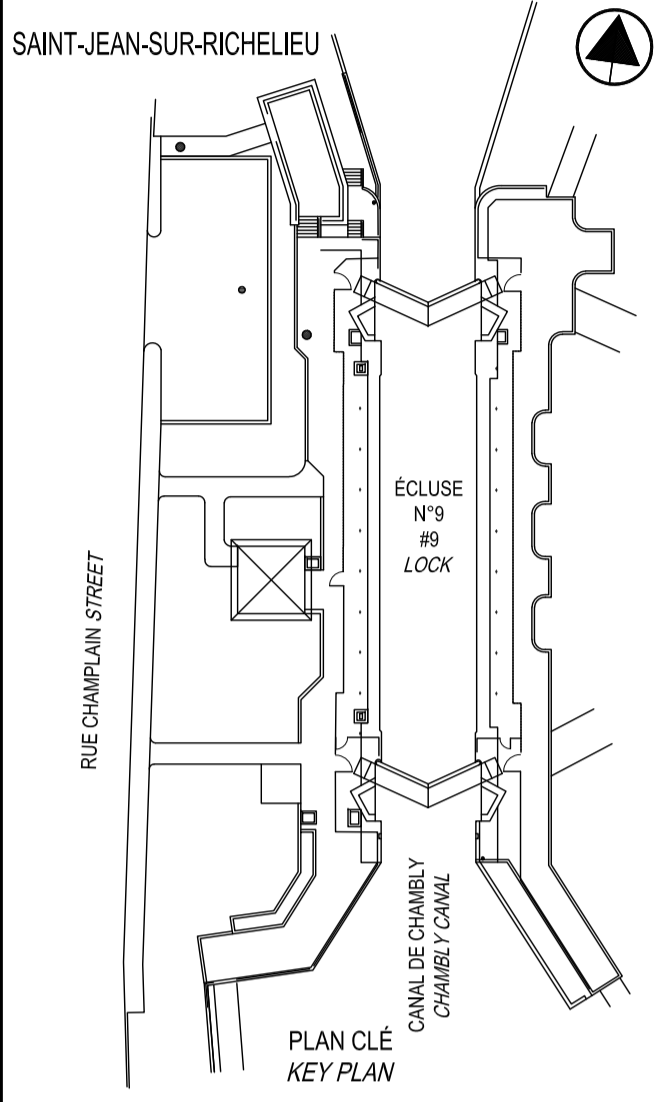 SAINT-JEAN-SUR-RICHELIEU
ÉCLUSE
N°9
#9
LOCK
RUE CHAMPLAIN STREET
CANAL DE CHAMBLY
CHAMBLY CANAL
PLAN CLÉ
KEY PLAN